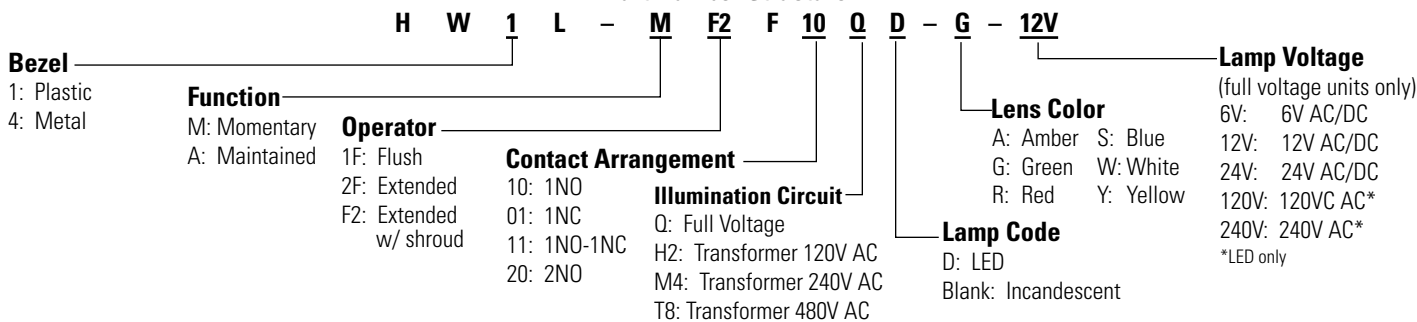 H W 1 L – M F2 F 10 Q D – G – 12V
Bezel
1: Plastic
4: Metal
Function
M: Momentary
A: Maintained
Operator
1F: Flush
2F: Extended
F2: Extended
w/ shroud
Contact Arrangement
10: 1NO
01: 1NC
11: 1NO-1NC
20: 2NO
Illumination Circuit
Q: Full Voltage
H2: Transformer 120V AC
M4: Transformer 240V AC
T8: Transformer 480V AC
Lamp Code
D: LED
Blank: Incandescent
Lens Color
A: Amber S: Blue
G: Green W: White
R: Red Y: Yellow
Lamp Voltage
(full voltage units only)
6V: 6V AC/DC
12V: 12V AC/DC
24V: 24V AC/DC
120V: 120VC AC*
240V: 240V AC*
*LED only